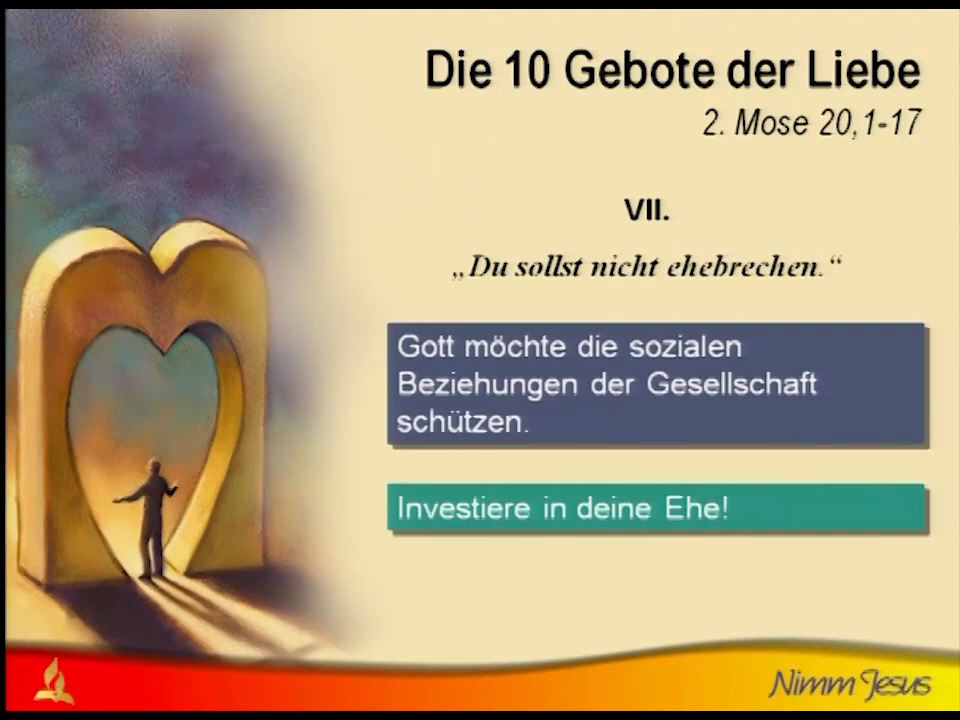 Die 10 Gebote der Liebe
2. Mose 20,1-17
VII.
„Du sollst nicht ehebrechen.“
Gott möchte die sozialen
Beziehungen der Gesellschaft
schützen.
Investiere in deine Ehe!
Nimm Jesus